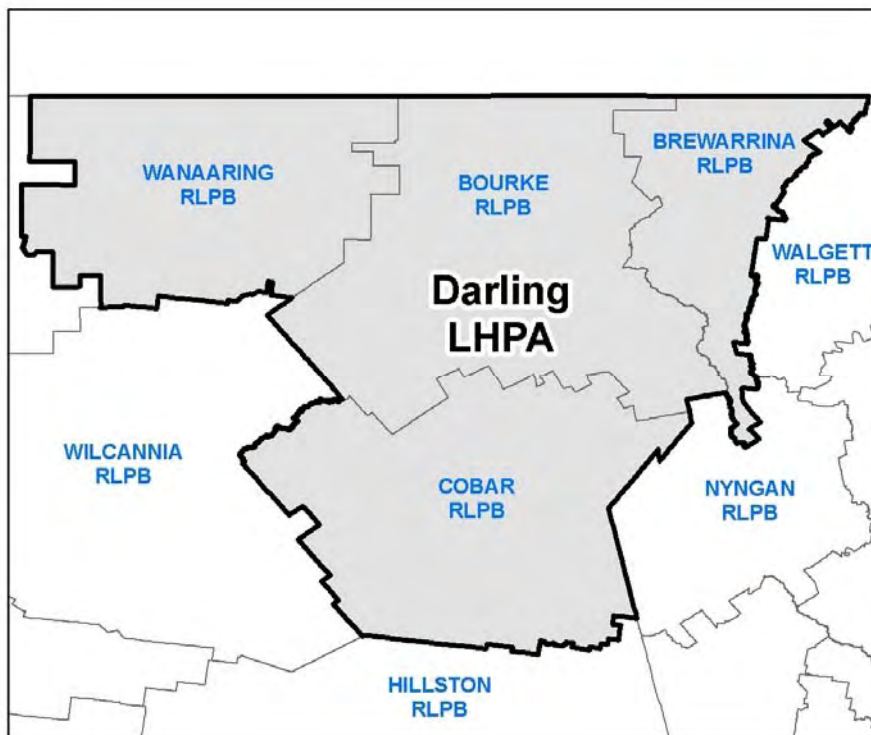 WANAARING
RLPB
BOURKE
RLPB
BREWARRINA
RLPB
WALGETT
RLPB
Darling
LHPA
WILCANNIA
RLPB
COBAR
RLPB
NYNGAN
RLPB
HILLSTON
RLPB